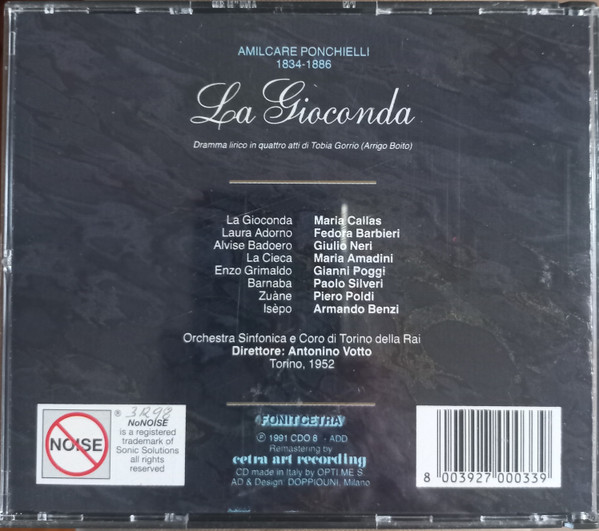 AMILCARE PONCHIELLI
1834-1886
La Gioconda
Dramma lirico in quattro atti di Tobia Gorrio (Arrigo Boito)
La Gioconda Maria Callas
Laura Adorno Fedora Barbieri
Alvise Badoero Giulio Neri
La Cieca Maria Amadini
Enzo Grimaldo Gianni Poggi
Barnaba Paolo Silveri
Zuàne Piero Poldi
Isèpo Armando Benzi
Orchestra Sinfonica e Coro di Torino della Rai
Direttore: Antonino Votto
Torino, 1952
NOISE
® 3298
NoNOISE
is a registered
trademark of
Sonic Solutions
all rights
reserved
FONIT CETRA
℗ 1991 CDO 8 - ADD
Remastering by
cetra art recording
CD made in Italy by OPTI ME S.
AD & Design: DOPPIOUNI, Milano
8 003927 000339